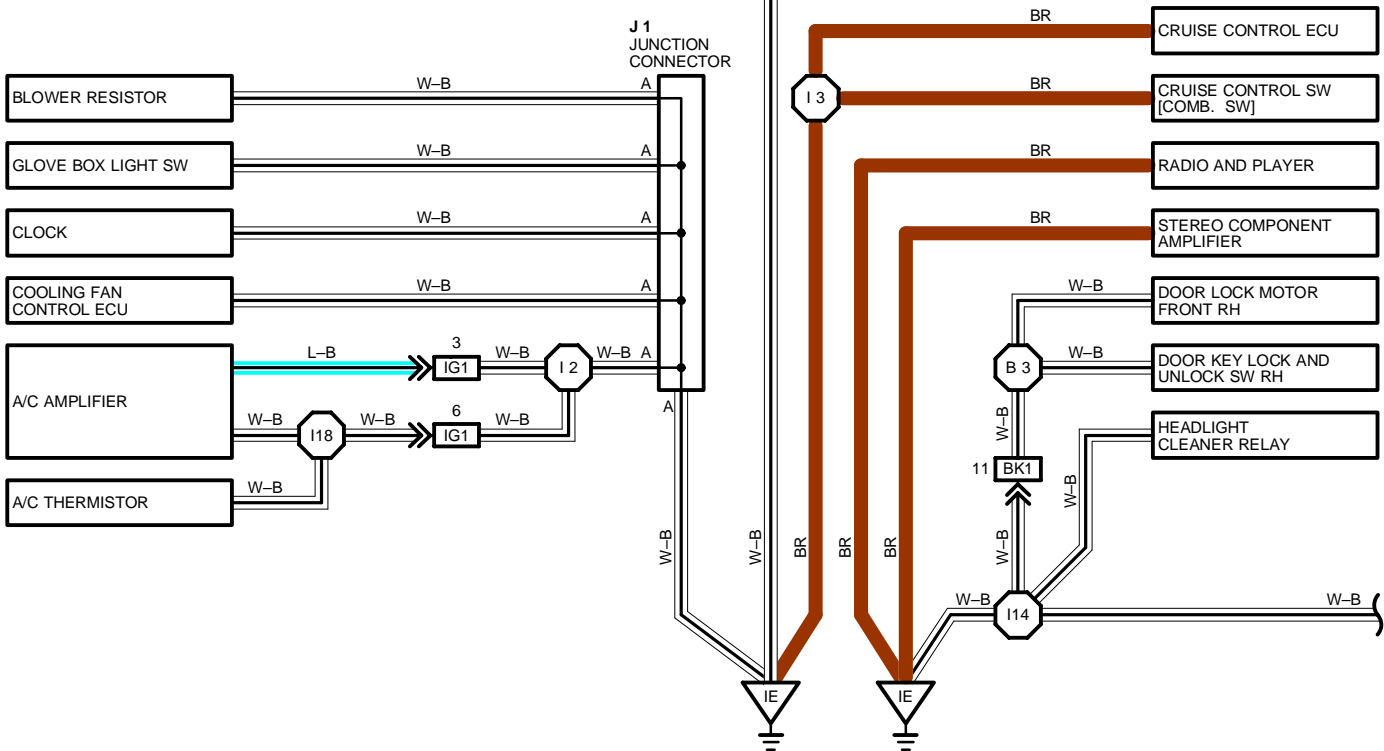 J 1
JUNCTION
CONNECTOR
BR
CRUISE CONTROL ECU
BLOWER RESISTOR
W–B
A
I 3
BR
CRUISE CONTROL SW
[COMB. SW]
GLOVE BOX LIGHT SW
W–B
A
BR
RADIO AND PLAYER
CLOCK
W–B
A
BR
STEREO COMPONENT
AMPLIFIER
COOLING FAN
CONTROL ECU
W–B
A
W–B
DOOR LOCK MOTOR
FRONT RH
A/C AMPLIFIER
L–B
3
IG1
W–B
I 2
W–B
A
B 3
W–B
DOOR KEY LOCK AND
UNLOCK SW RH
W–B
I18
W–B
6
IG1
W–B
A
W–B
HEADLIGHT
CLEANER RELAY
A/C THERMISTOR
W–B
11
BK1
W–B
W–B
W–B
BR
BR
BR
W–B
W–B
I14
W–B
IE
IE